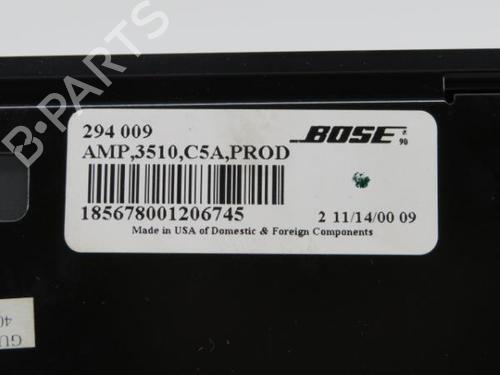 B-PARTS
294 009
BOSE
AMP,3510,C5A,PROD
185678001206745
2 11/14/00 09
Made in USA of Domestic & Foreign Components
GU